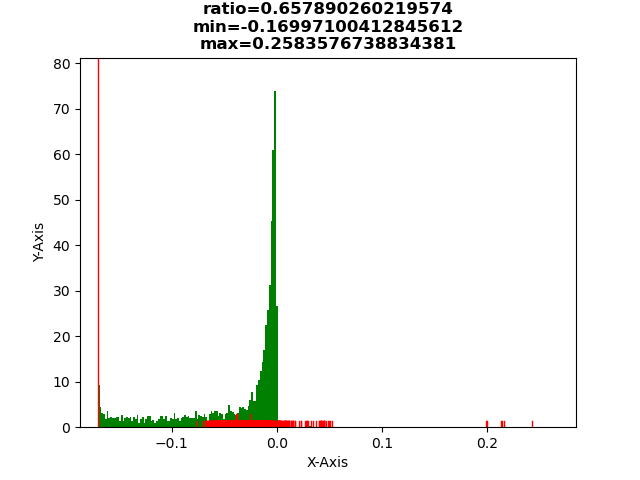 ratio=0.657890260219574
min=-0.16997100412845612
max=0.2583576738834381
80
70
60
50
40
30
20
10
0
Y-Axis
−0.1
0.0
0.1
0.2
X-Axis